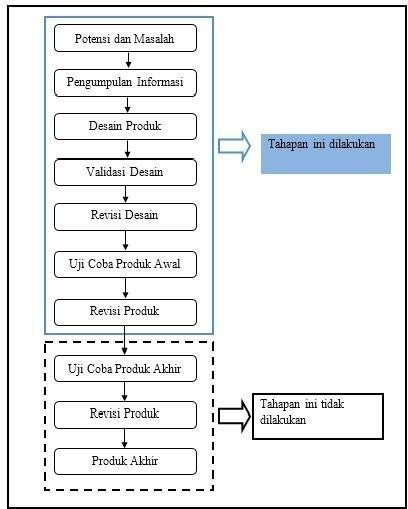 Potensi dan Masalah
Pengumpulan Informasi
Desain Produk
Validasi Desain
Revisi Desain
Uji Coba Produk Awal
Revisi Produk
Tahapan ini dilakukan
Uji Coba Produk Akhir
Revisi Produk
Produk Akhir
Tahapan ini tidak
dilakukan